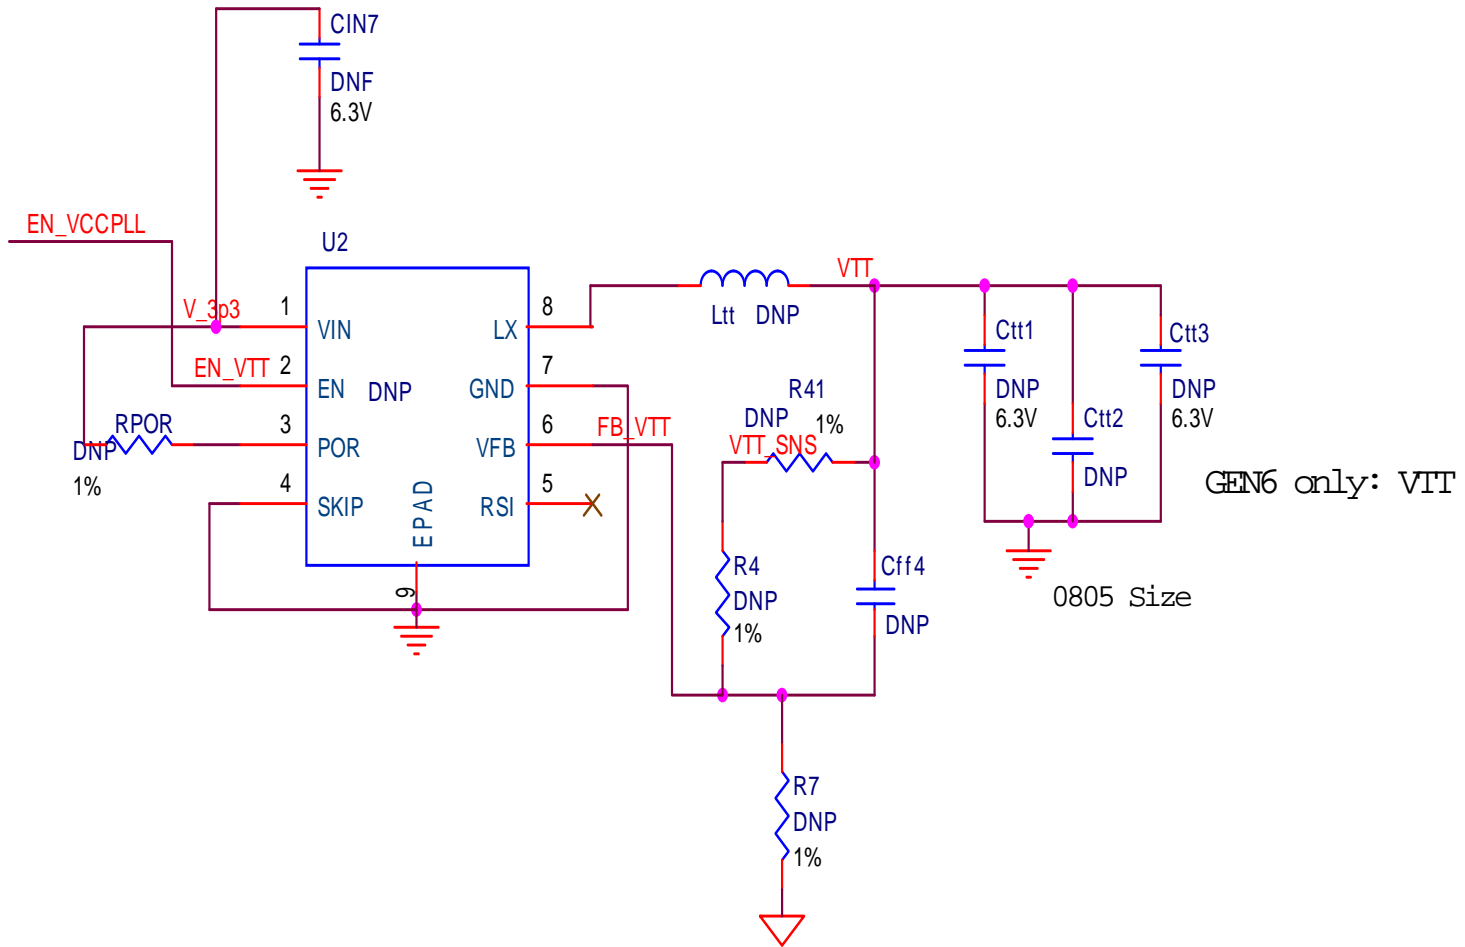 CIN7
DNF
6.3V
EN_VCCPLL
U2
VTT
V_3p3
1
VIN
LX
8
Ltt DNP
EN_VTT
2
EN
DNP
GND
7
RPOR
DNP
1%
3
POR
VFB
6
FB_VTT
4
SKIP
EPAD
RSI
5
9
R41
DNP
1%
VTT_SNS
Ctt1
DNP
6.3V
Ctt2
DNP
Ctt3
DNP
6.3V
GEN6 only: VTT
0805 Size
R4
DNP
1%
Cff4
DNP
R7
DNP
1%